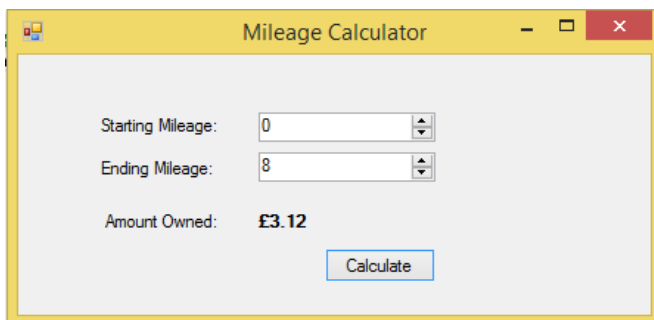 Mileage Calculator
Starting Mileage: 0
Ending Mileage: 8
Amount Owned: £3.12
Calculate